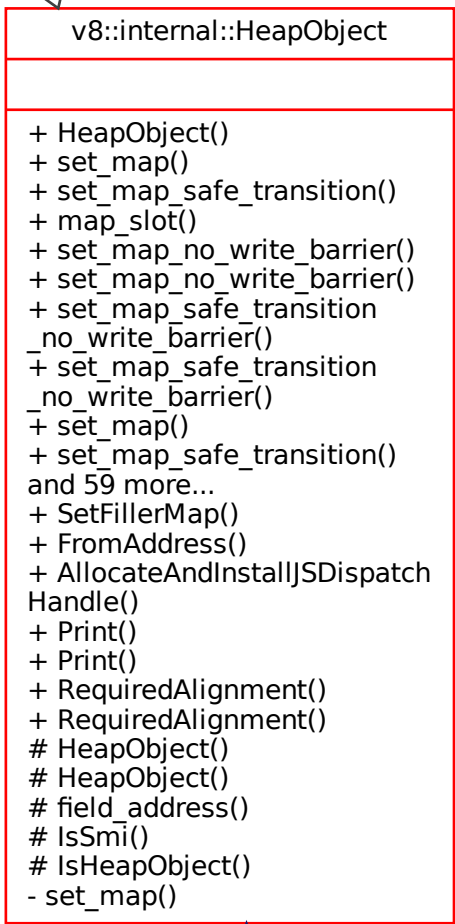 v8::internal::HeapObject
+ HeapObject()
+ set_map()
+ set_map_safe_transition()
+ map_slot()
+ set_map_no_write_barrier()
+ set_map_no_write_barrier()
+ set_map_safe_transition
_no_write_barrier()
+ set_map_safe_transition
_no_write_barrier()
+ set_map()
+ set_map_safe_transition()
and 59 more...
+ SetFillerMap()
+ FromAddress()
+ AllocateAndInstallJSDispatch
Handle()
+ Print()
+ Print()
+ RequiredAlignment()
+ RequiredAlignment()
# HeapObject()
# HeapObject()
# field_address()
# IsSmi()
# IsHeapObject()
- set_map()